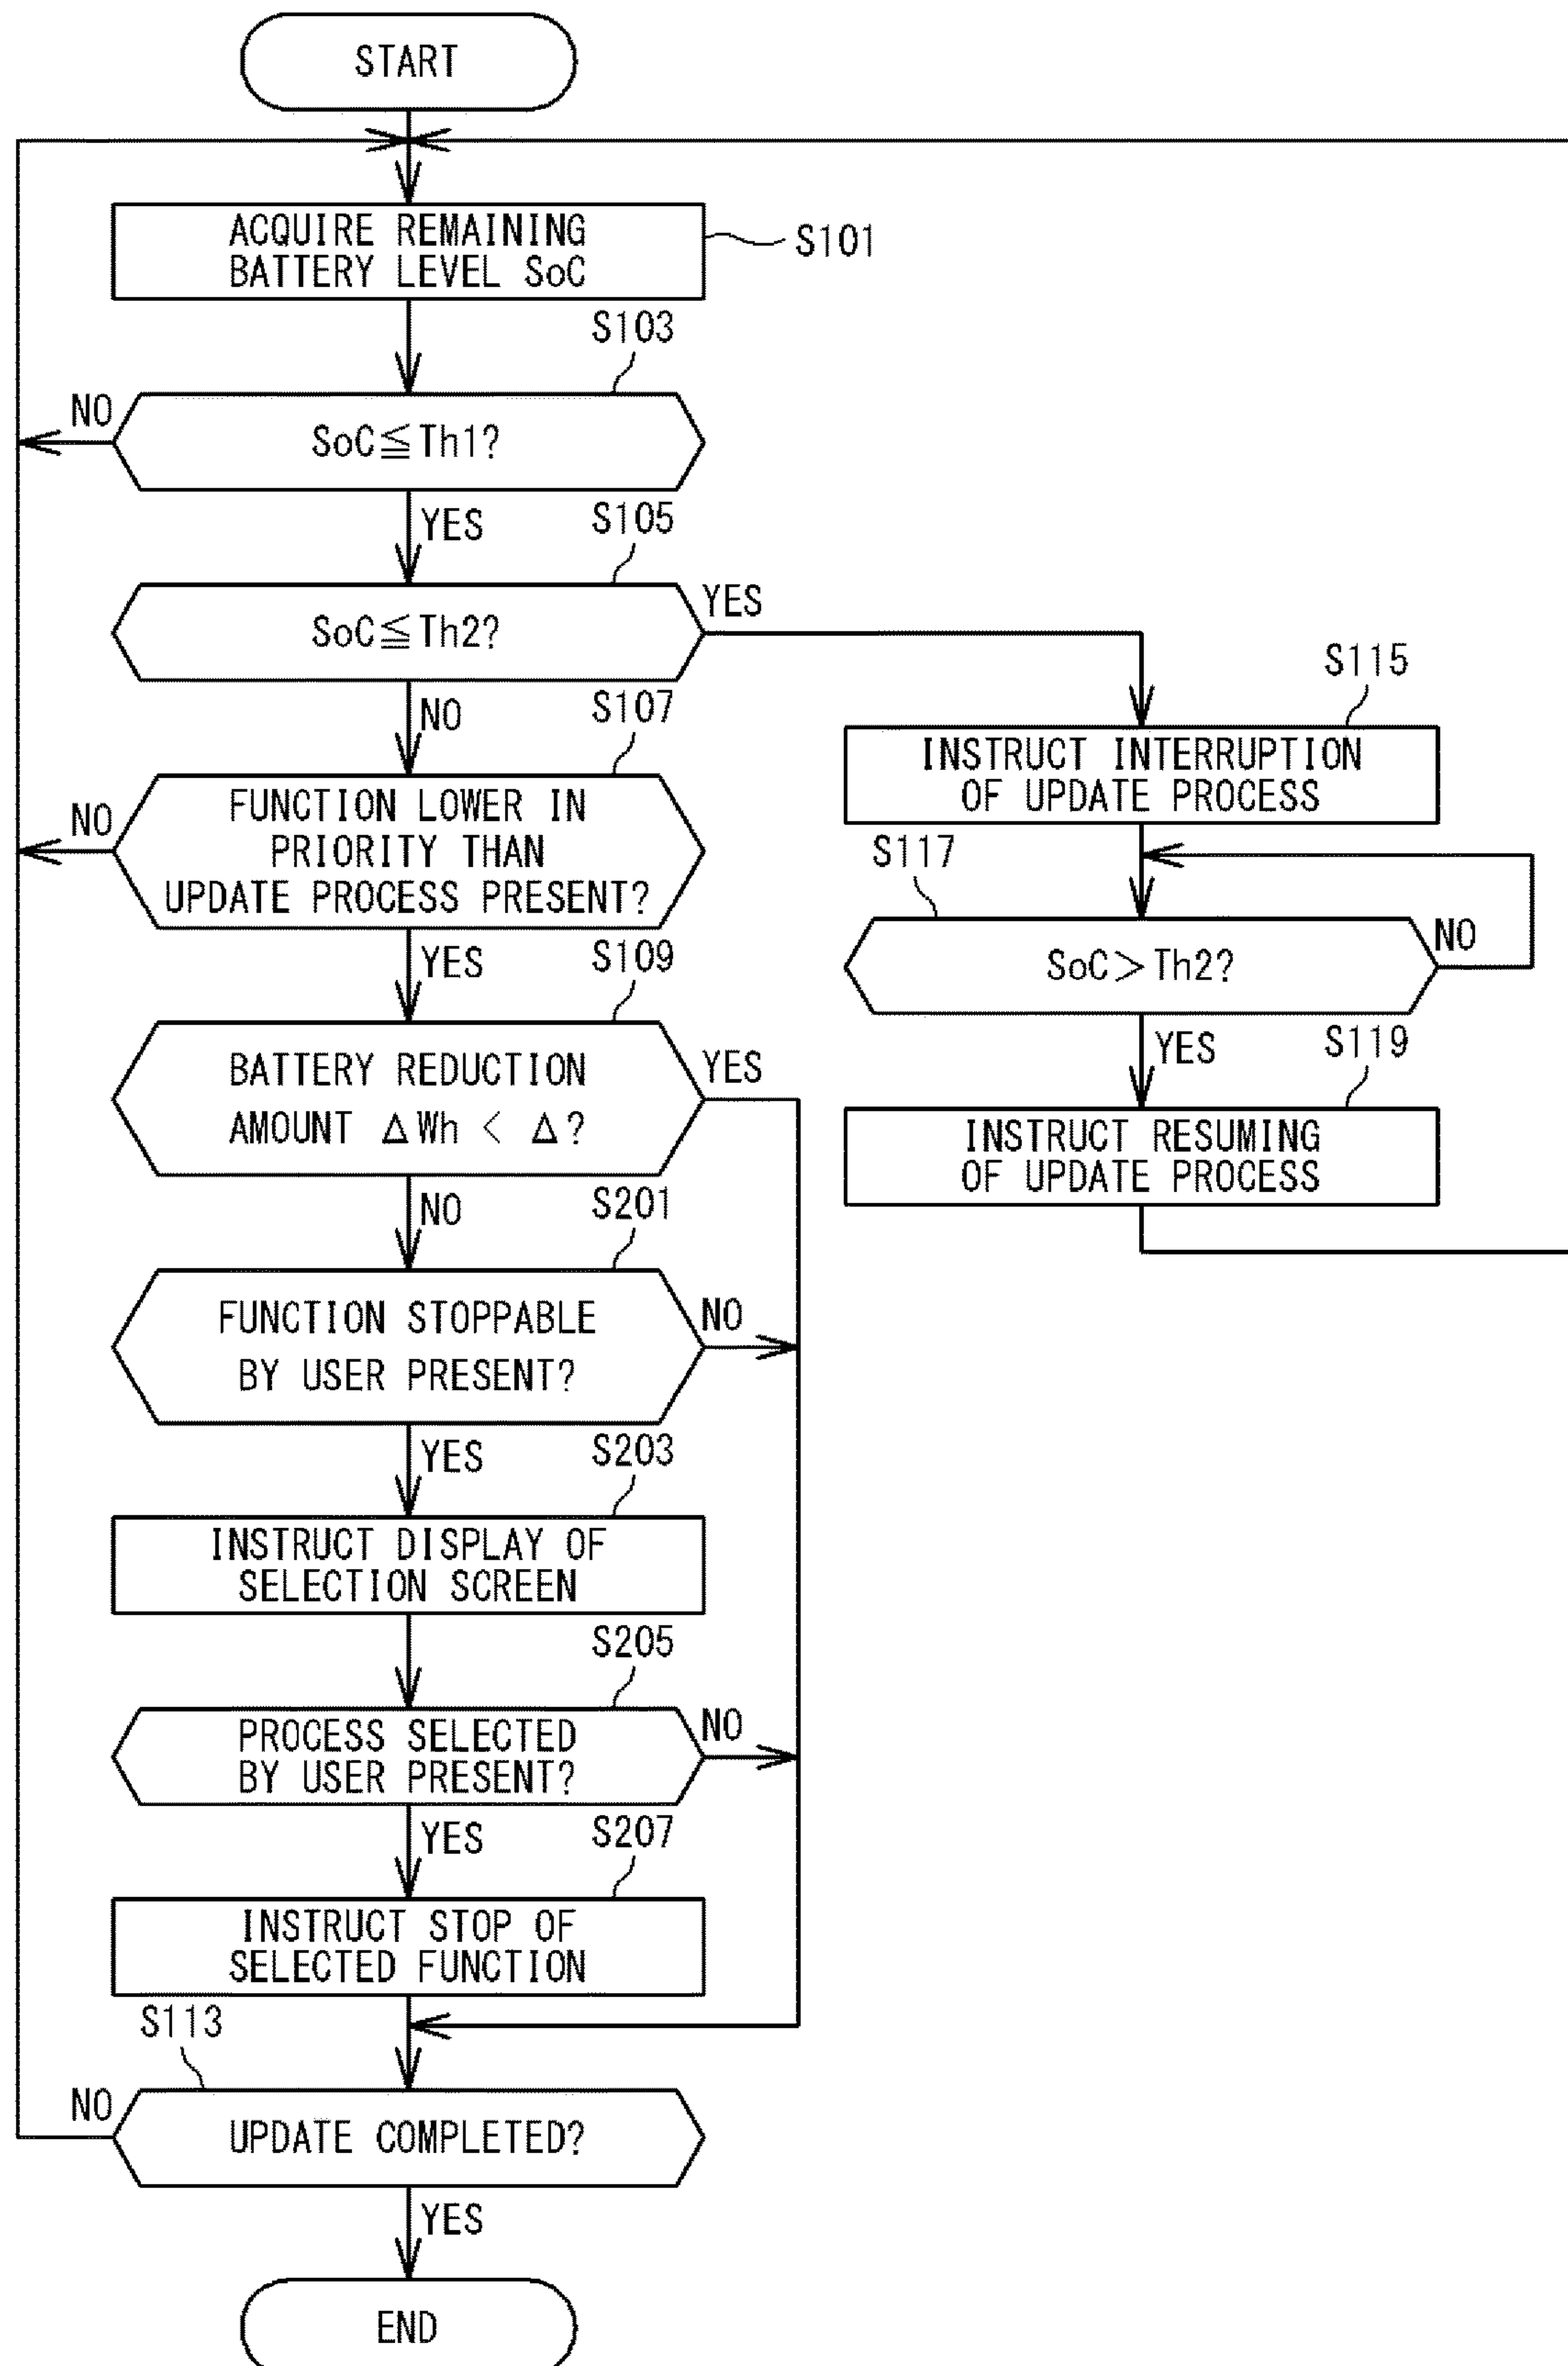 START
ACQUIRE REMAINING
BATTERY LEVEL SoC
S101
S103
NO
SoC≦Th1?
YES
S105
SoC≦Th2?
YES
NO
S107
FUNCTION LOWER IN
PRIORITY THAN
UPDATE PROCESS PRESENT?
NO
YES
S109
BATTERY REDUCTION
AMOUNT ΔWh < Δ?
YES
NO
S201
FUNCTION STOPPABLE
BY USER PRESENT?
NO
YES
S203
INSTRUCT DISPLAY OF
SELECTION SCREEN
S205
PROCESS SELECTED
BY USER PRESENT?
NO
YES
S207
INSTRUCT STOP OF
SELECTED FUNCTION
S113
NO
UPDATE COMPLETED?
YES
END
S115
INSTRUCT INTERRUPTION
OF UPDATE PROCESS
S117
SoC>Th2?
NO
YES
S119
INSTRUCT RESUMING
OF UPDATE PROCESS